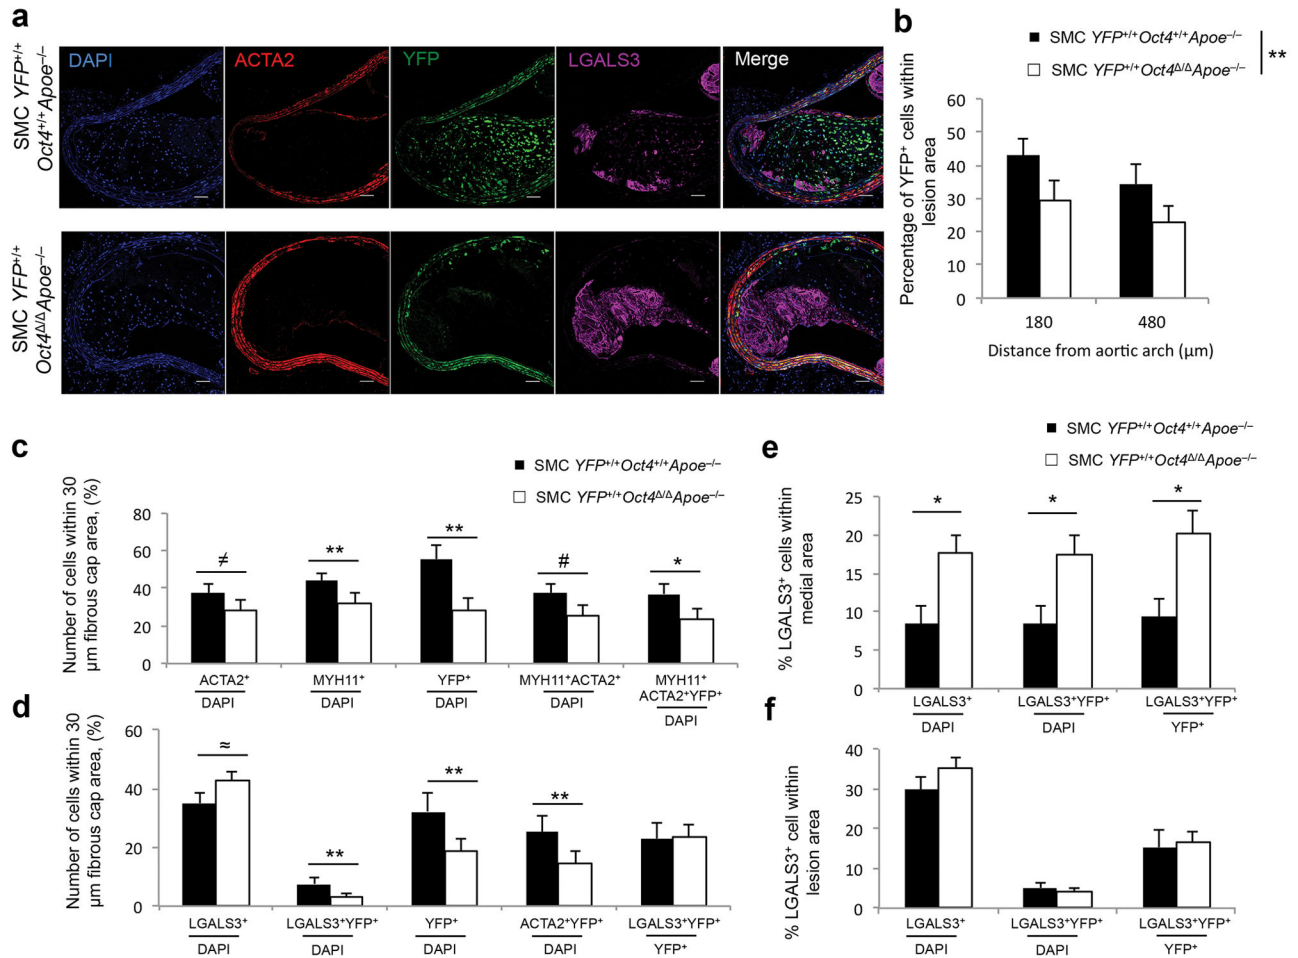 a
SMC YFP+/+
Oct4+/+Apoe–/–
DAPI
ACTA2
YFP
LGALS3
Merge
SMC YFP+/+
Oct4Δ/ΔApoe–/–
b
SMC YFP+/+Oct4+/+Apoe–/–
SMC YFP+/+Oct4Δ/ΔApoe–/–
**
Percentage of YFP+ cells within
lesion area
60
50
40
30
20
10
0
180
480
Distance from aortic arch (µm)
c
SMC YFP+/+Oct4+/+Apoe–/–
SMC YFP+/+Oct4Δ/ΔApoe–/–
Number of cells within 30
µm fibrous cap area, (%)
80
60
40
20
0
≠
**
**
#
*
ACTA2+
DAPI
MYH11+
DAPI
YFP+
DAPI
MYH11+ACTA2+
DAPI
MYH11+
ACTA2+YFP+
DAPI
d
Number of cells within 30
µm fibrous cap area, (%)
60
40
20
0
≈
**
**
**
LGALS3+
DAPI
LGALS3+YFP+
DAPI
YFP+
DAPI
ACTA2+YFP+
DAPI
LGALS3+YFP+
YFP+
e
SMC YFP+/+Oct4+/+Apoe–/–
SMC YFP+/+Oct4Δ/ΔApoe–/–
% LGALS3+ cells within
medial area
25
20
15
10
5
0
*
*
*
LGALS3+
DAPI
LGALS3+YFP+
DAPI
LGALS3+YFP+
YFP+
f
% LGALS3+ cell within
lesion area
40
30
20
10
0
LGALS3+
DAPI
LGALS3+YFP+
DAPI
LGALS3+YFP+
YFP+